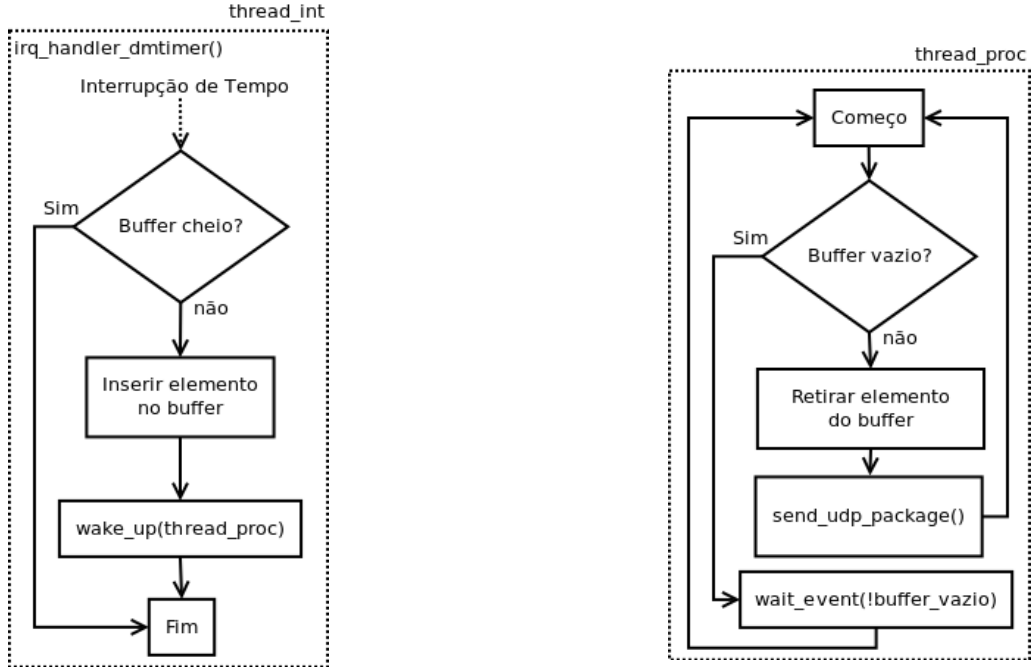 thread_int
irq_handler_dmtimer()
Interrupção de Tempo
Buffer cheio?
Sim
não
Inserir elemento
no buffer
wake_up(thread_proc)
Fim
thread_proc
Começo
Buffer vazio?
Sim
não
Retirar elemento
do buffer
send_udp_package()
wait_event(!buffer_vazio)